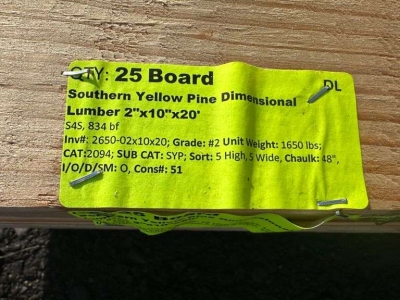 QTY: 25 Board
DL
Southern Yellow Pine Dimensional
Lumber 2"x10"x20'
S4S, 834 bf
Inv#: 2650-02x10x20; Grade: #2 Unit Weight: 1650 lbs;
CAT:2094; SUB CAT: SYP; Sort: 5 High, 5 Wide, Chaulk: 48",
I/O/D/SM: O, Cons#: 51
Board